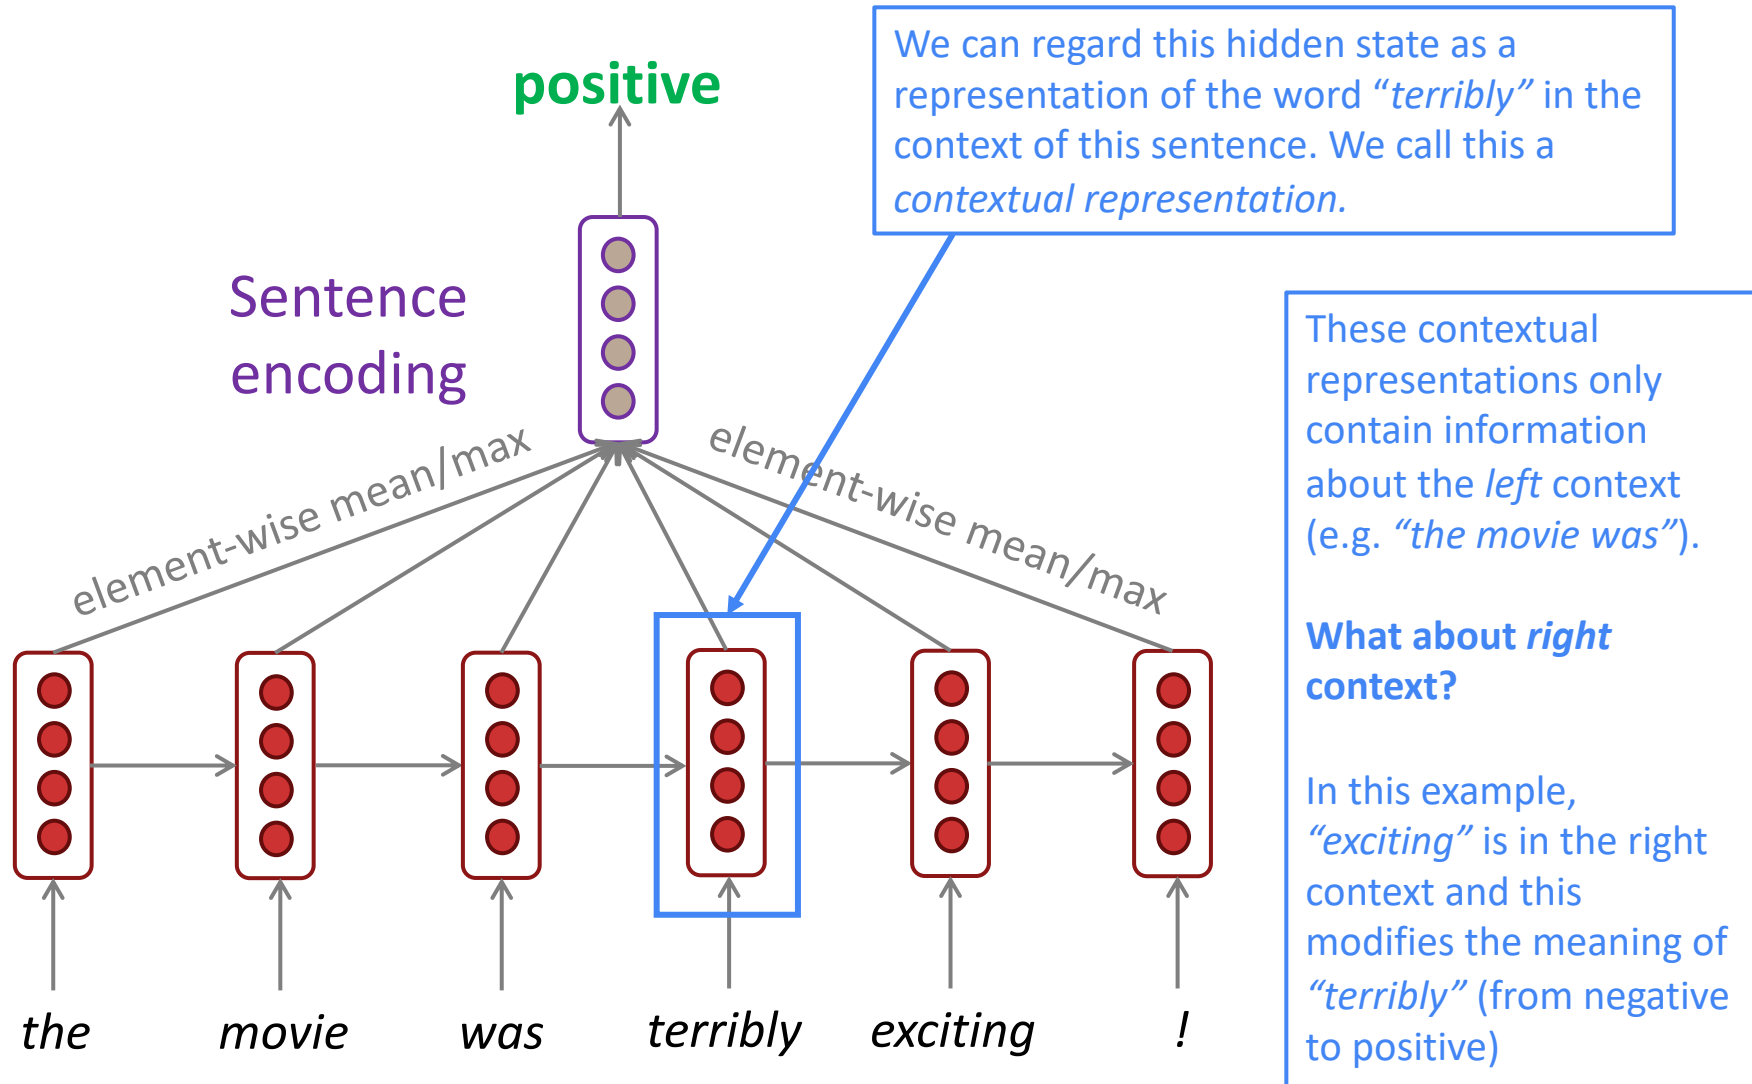 positive
We can regard this hidden state as a
representation of the word “terribly” in the
context of this sentence. We call this a
contextual representation.
Sentence
encoding
element-wise mean/max
element-wise mean/max
These contextual
representations only
contain information
about the left context
(e.g. “the movie was”).
What about right
context?
In this example,
“exciting” is in the right
context and this
modifies the meaning of
“terribly” (from negative
to positive)
the movie was terribly exciting !